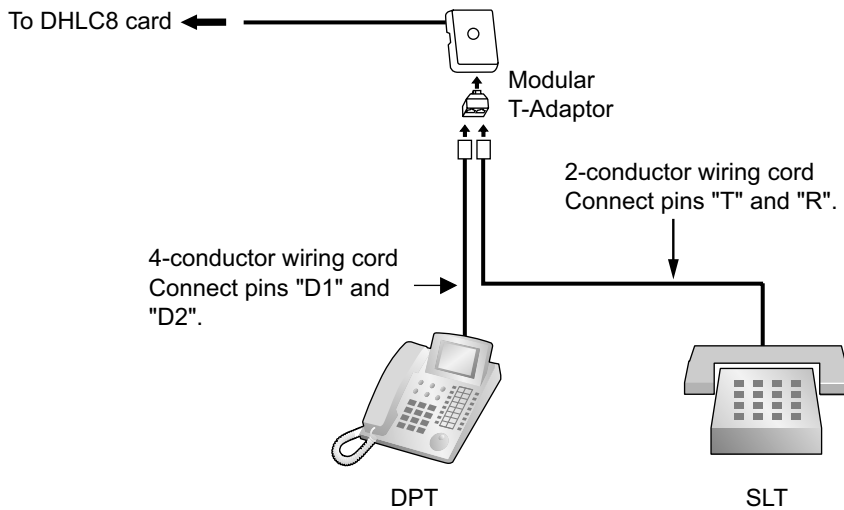 To DHLC8 card
Modular
T-Adaptor
2-conductor wiring cord
Connect pins "T" and "R".
4-conductor wiring cord
Connect pins "D1" and
"D2".
DPT
SLT